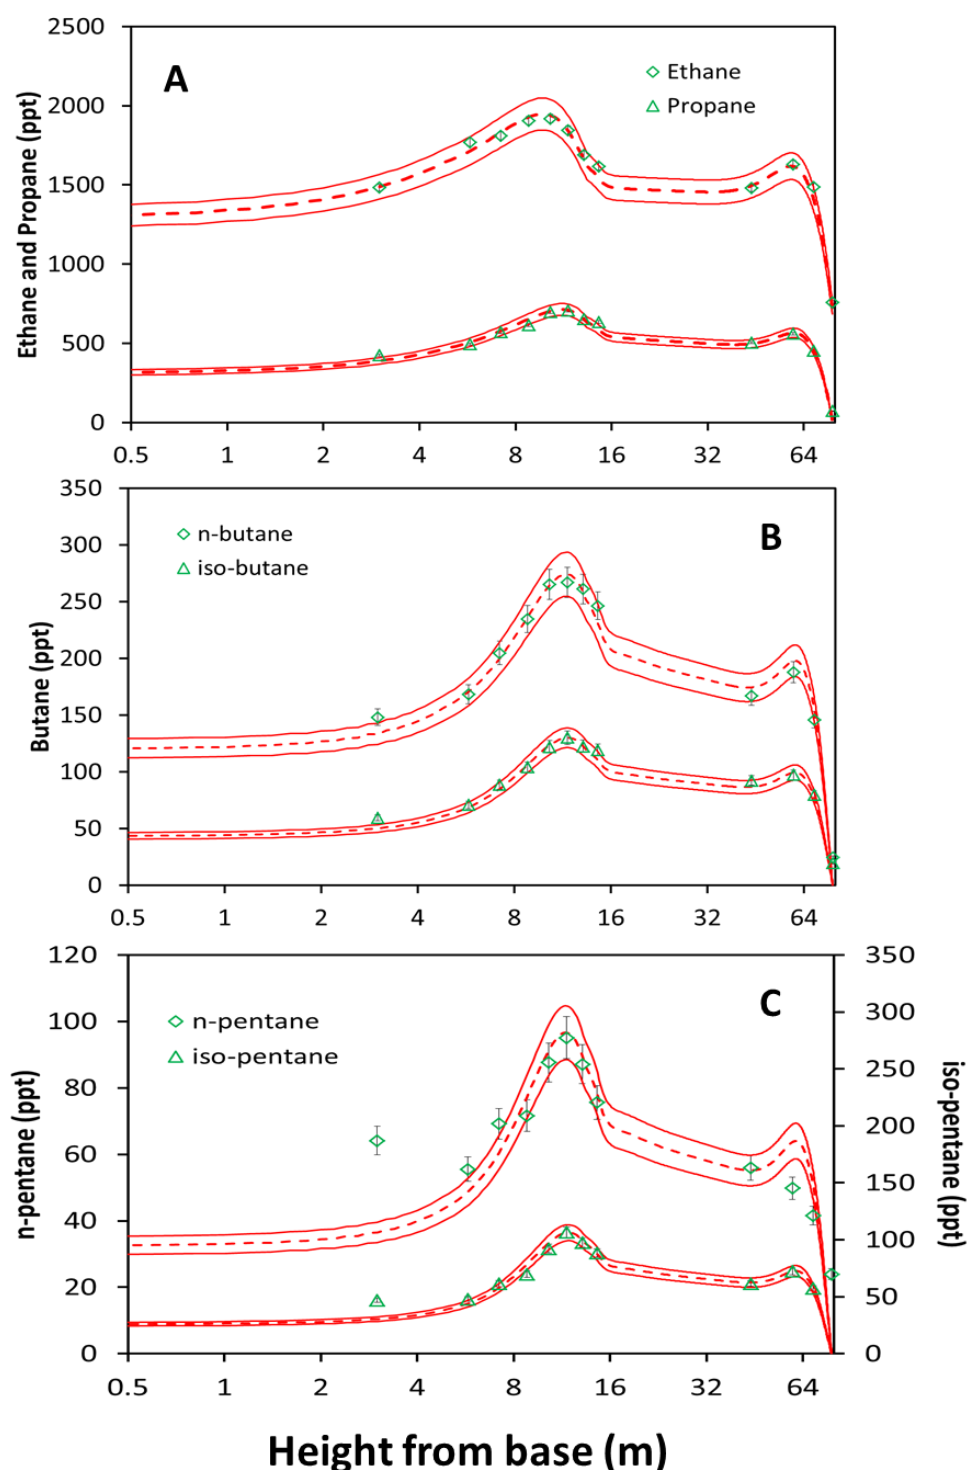 A
Ethane
Propane
Ethane and Propane (ppt)
2500
2000
1500
1000
500
0
0.5 1 2 4 8 16 32 64
B
n-butane
iso-butane
Butane (ppt)
350
300
250
200
150
100
50
0
0.5 1 2 4 8 16 32 64
C
n-pentane
iso-pentane
n-pentane (ppt)
120
100
80
60
40
20
0
iso-pentane (ppt)
350
300
250
200
150
100
50
0
0.5 1 2 4 8 16 32 64
Height from base (m)